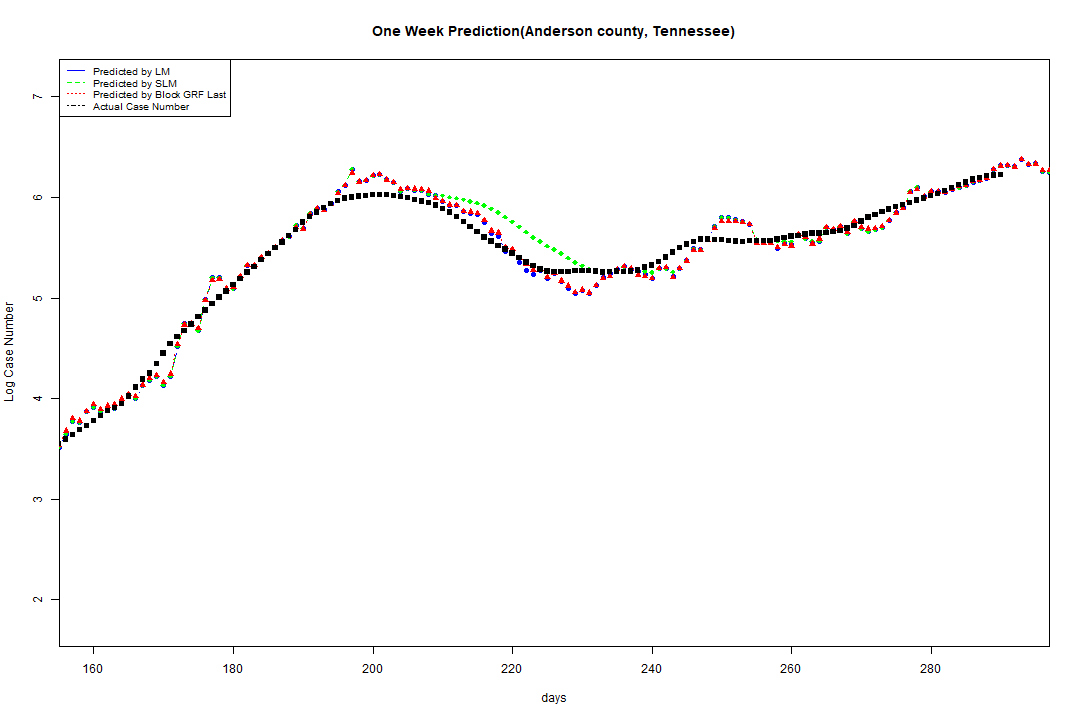 One Week Prediction(Anderson county, Tennessee)
Predicted by LM
Predicted by SLM
Predicted by Block GRF Last
Actual Case Number
7
6
5
4
3
2
Log Case Number
160 180 200 220 240 260 280
days